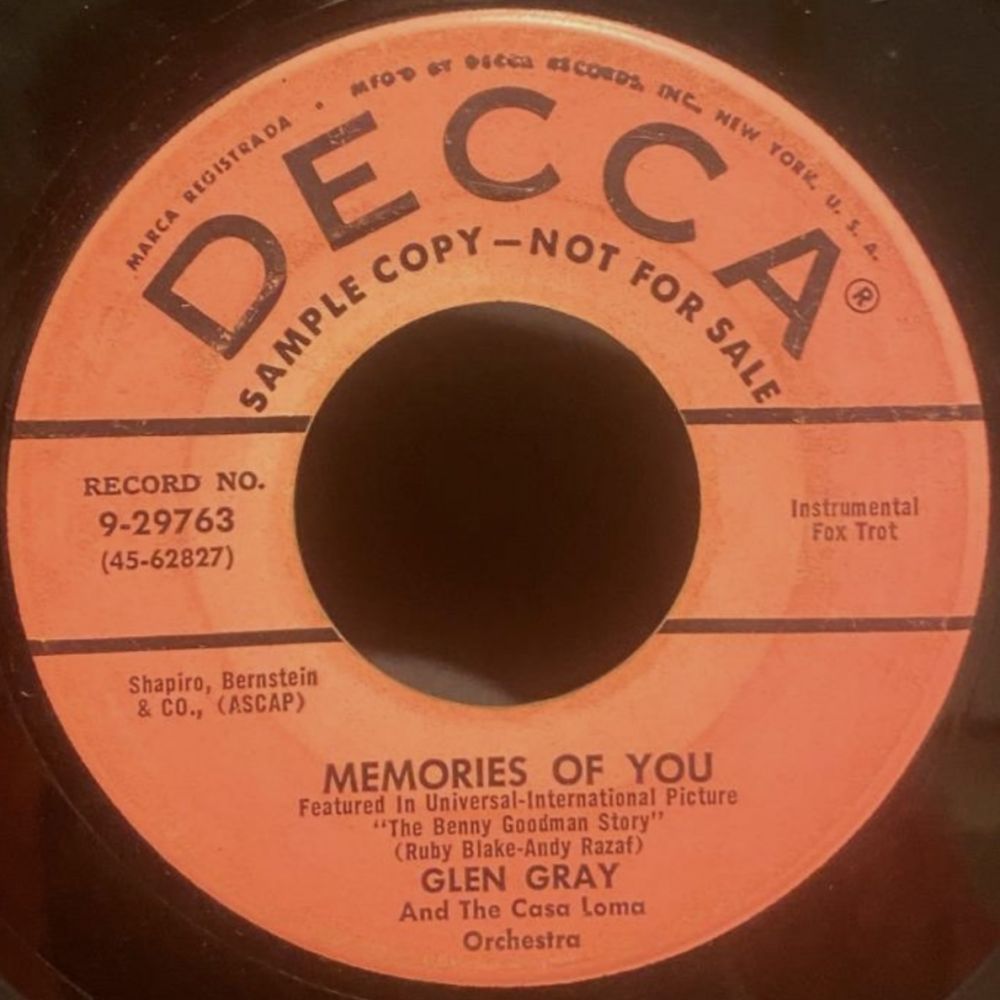 MARCA REGISTRADA • MFG'D BY DECCA RECORDS, INC., NEW YORK, U. S. A.
DECCA®
SAMPLE COPY—NOT FOR SALE
RECORD NO.
9-29763
(45-62827)
Instrumental
Fox Trot
Shapiro, Bernstein
& CO., (ASCAP)
MEMORIES OF YOU
Featured In Universal-International Picture
"The Benny Goodman Story"
(Ruby Blake-Andy Razaf)
GLEN GRAY
And The Casa Loma
Orchestra